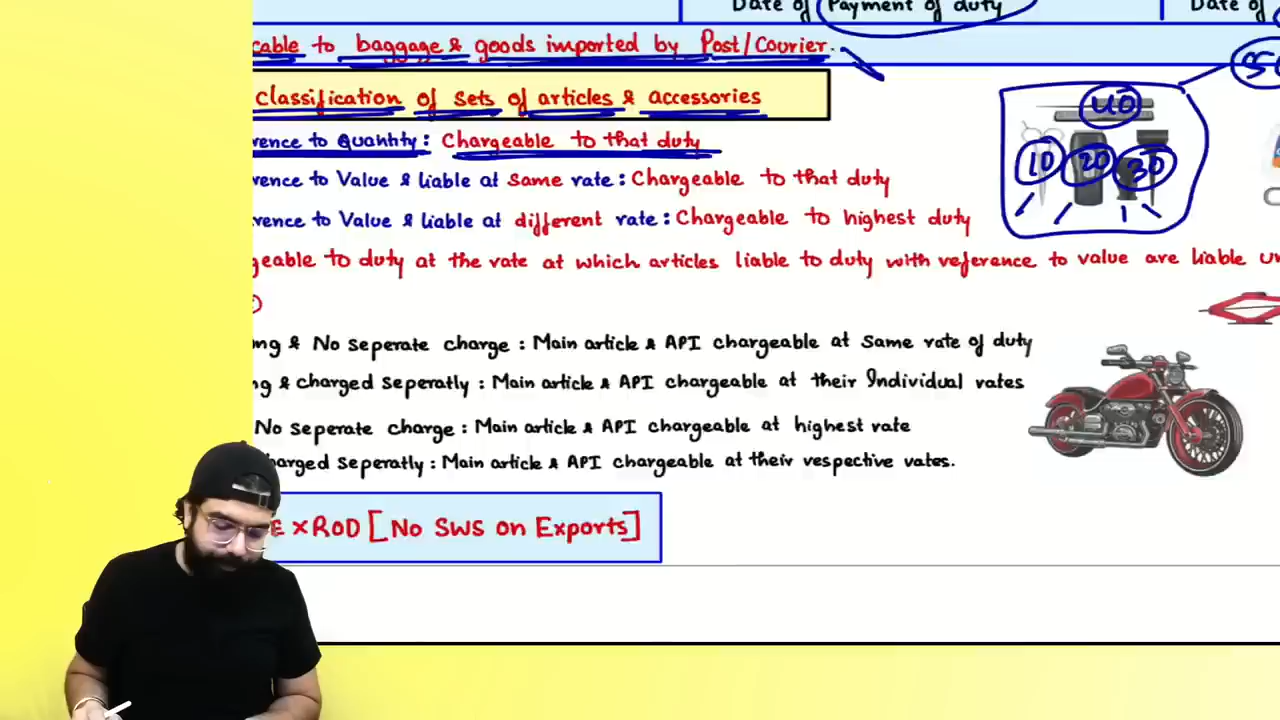 Date of Payment of duty Date of
cable to baggage & goods imported by Post/Courier.
Classification of sets of articles & accessories
40
10 20 30
rence to Quantity: Chargeable to that duty
rence to Value & liable at same rate: Chargeable to that duty
rence to Value & liable at different rate: Chargeable to highest duty
geable to duty at the rate at which articles liable to duty with reference to value are liable un
ng & No seperate charge : Main article & API chargeable at same rate of duty
ng & charged seperatly : Main article & API chargeable at their Individual rates
No seperate charge : Main article & API chargeable at highest rate
harged seperatly : Main article & API chargeable at their respective rates.
E x ROD [No SWS on Exports]